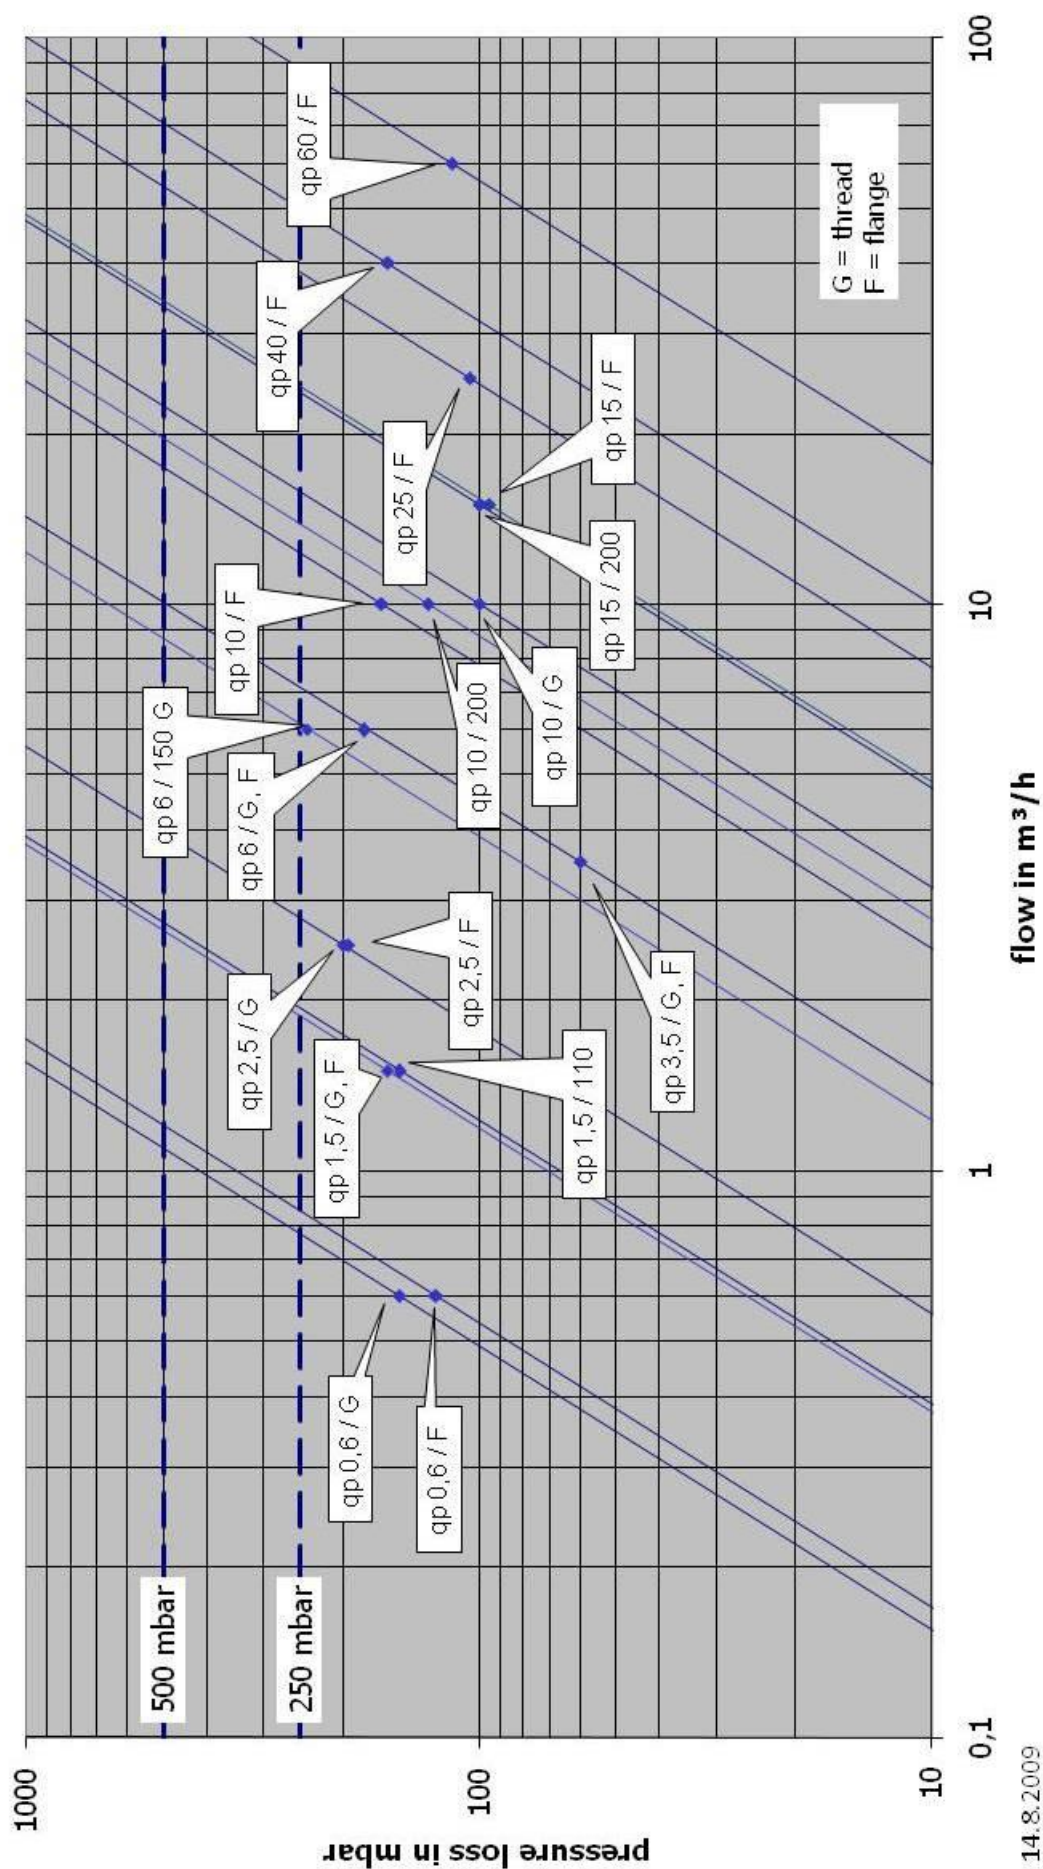 pressure loss in mbar
1000
100
10
500 mbar
250 mbar
qp 0,6 / G
qp 0,6 / F
qp 1,5 / G, F
qp 1,5 / 110
qp 2,5 / G
qp 2,5 / F
qp 3,5 / G, F
qp 6 / 150 G
qp 6 / G, F
qp 10 / F
qp 10 / 200
qp 10 / G
qp 15 / 200
qp 15 / F
qp 25 / F
qp 40 / F
qp 60 / F
G = thread
F = flange
0,1
1
10
100
flow in m³/h
14.8.2009